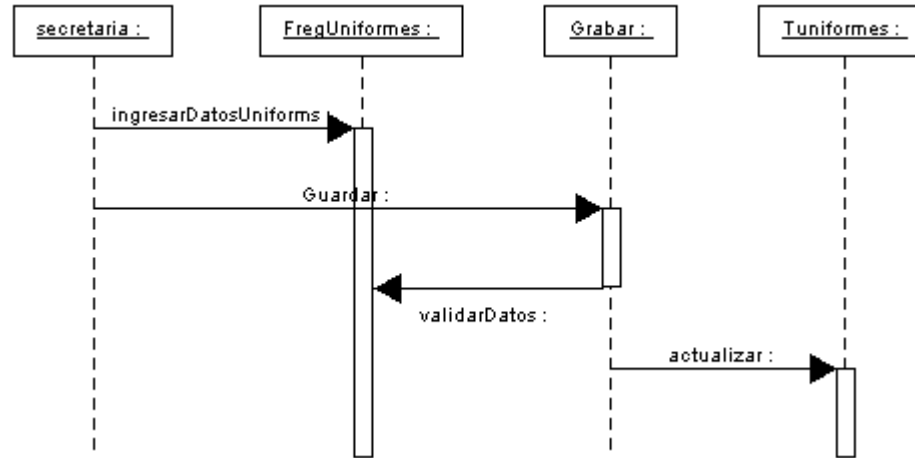 secretaria :
FregUniformes :
Grabar :
Tuniformes :
ingresarDatosUniforms
Guardar :
validarDatos :
actualizar :